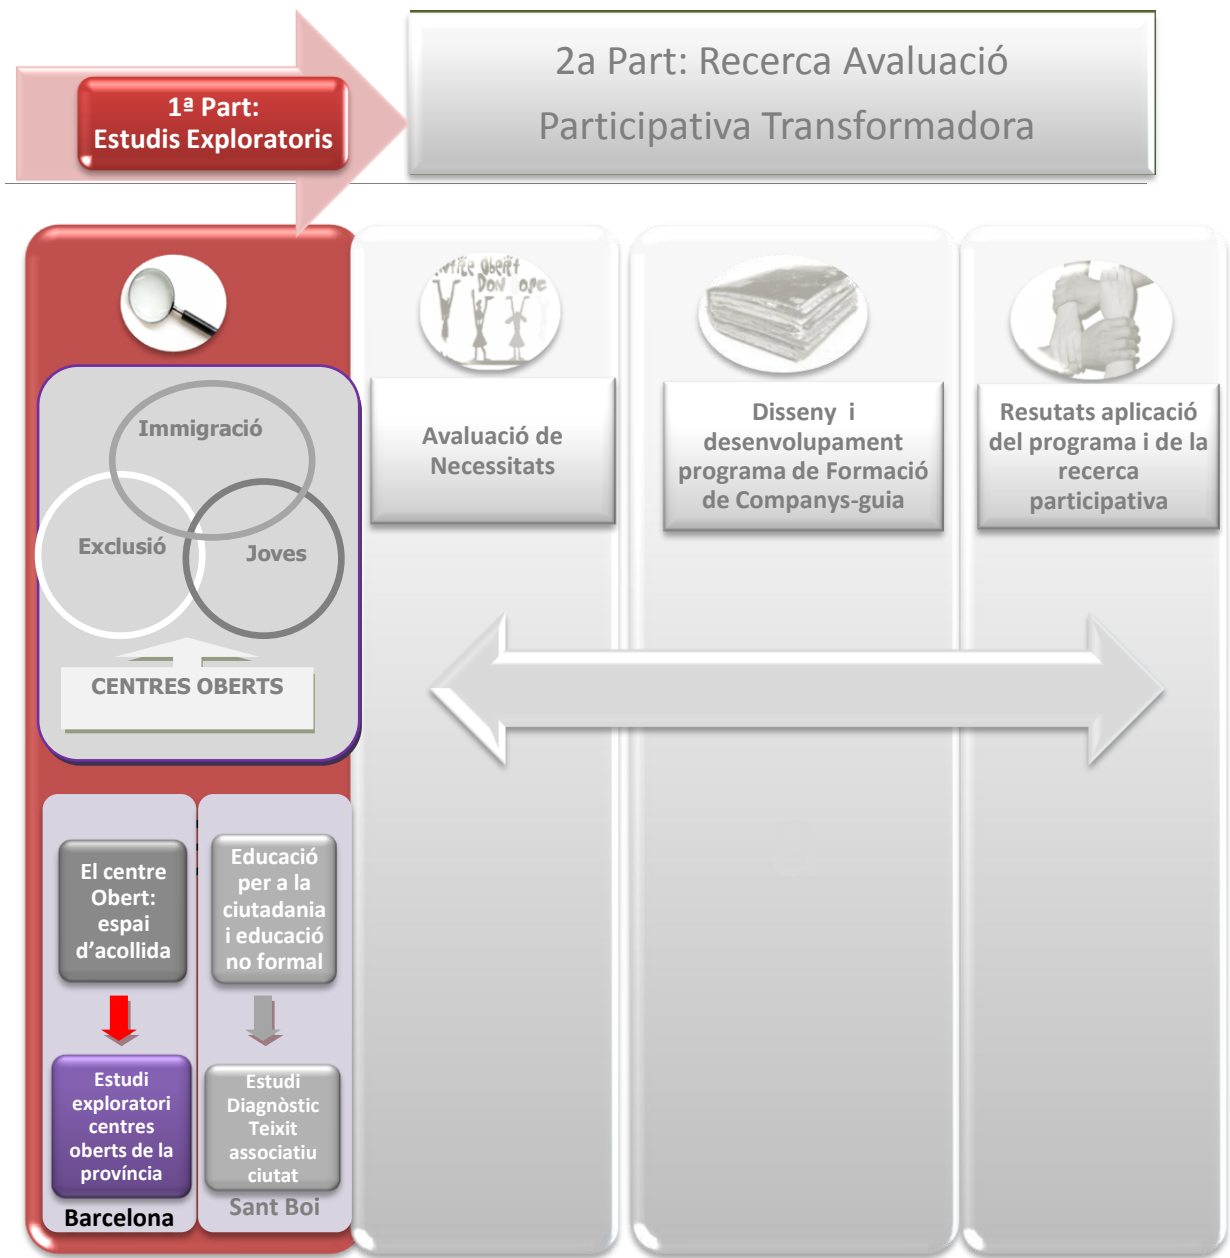 1ª Part:
Estudis Exploratoris
2a Part: Recerca Avaluació
Participativa Transformadora
Immigració
Exclusió
Joves
CENTRES OBERTS
El centre
Obert:
espai
d’acollida
Estudi
exploratori
centres
oberts de la
província
Barcelona
Educació
per a la
ciutadania
i educació
no formal
Estudi
Diagnòstic
Teixit
associatiu
ciutat
Sant Boi
Obert
DON
Avaluació de
Necessitats
Disseny i
desenvolupament
programa de Formació
de Companys-guia
Resutats aplicació
del programa i de la
recerca
participativa